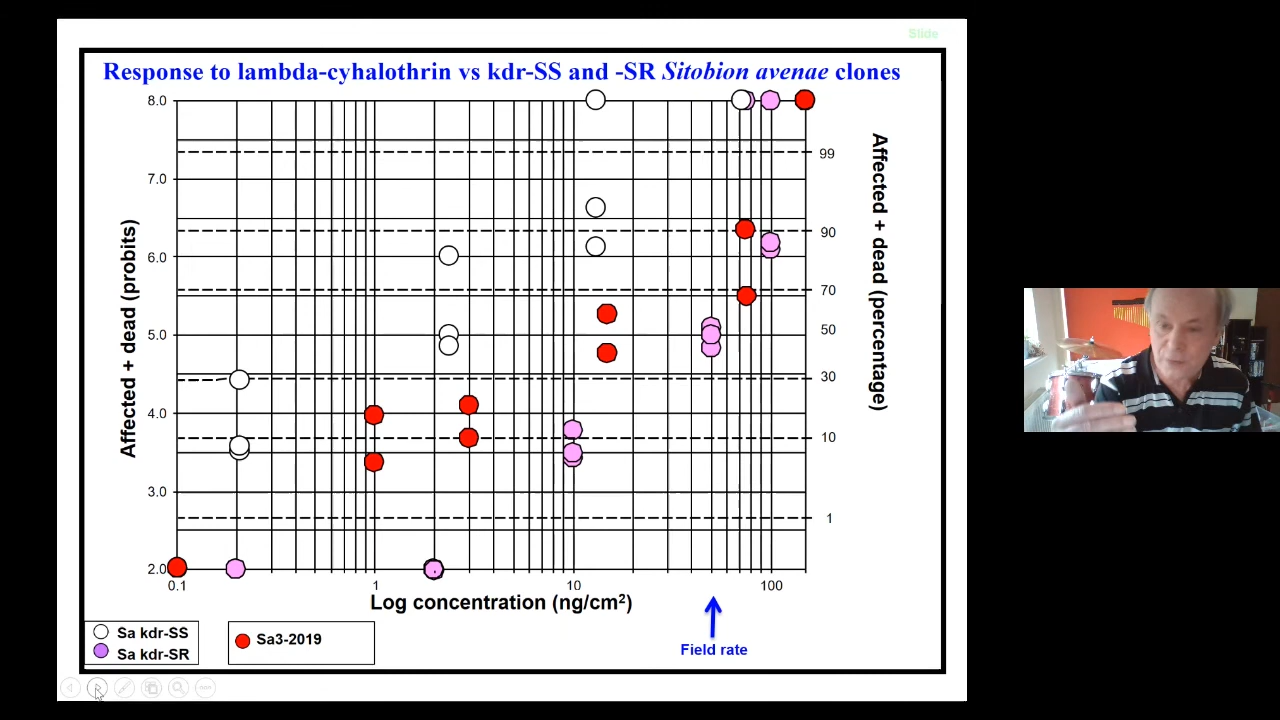 Slide
Response to lambda-cyhalothrin vs kdr-SS and -SR Sitobion avenae clones
8.0
7.0
6.0
5.0
4.0
3.0
2.0
Affected + dead (probits)
99
90
70
50
30
10
1
Affected + dead (percentage)
0.1
1
10
100
Log concentration (ng/cm²)
Sa kdr-SS
Sa kdr-SR
Sa3-2019
Field rate